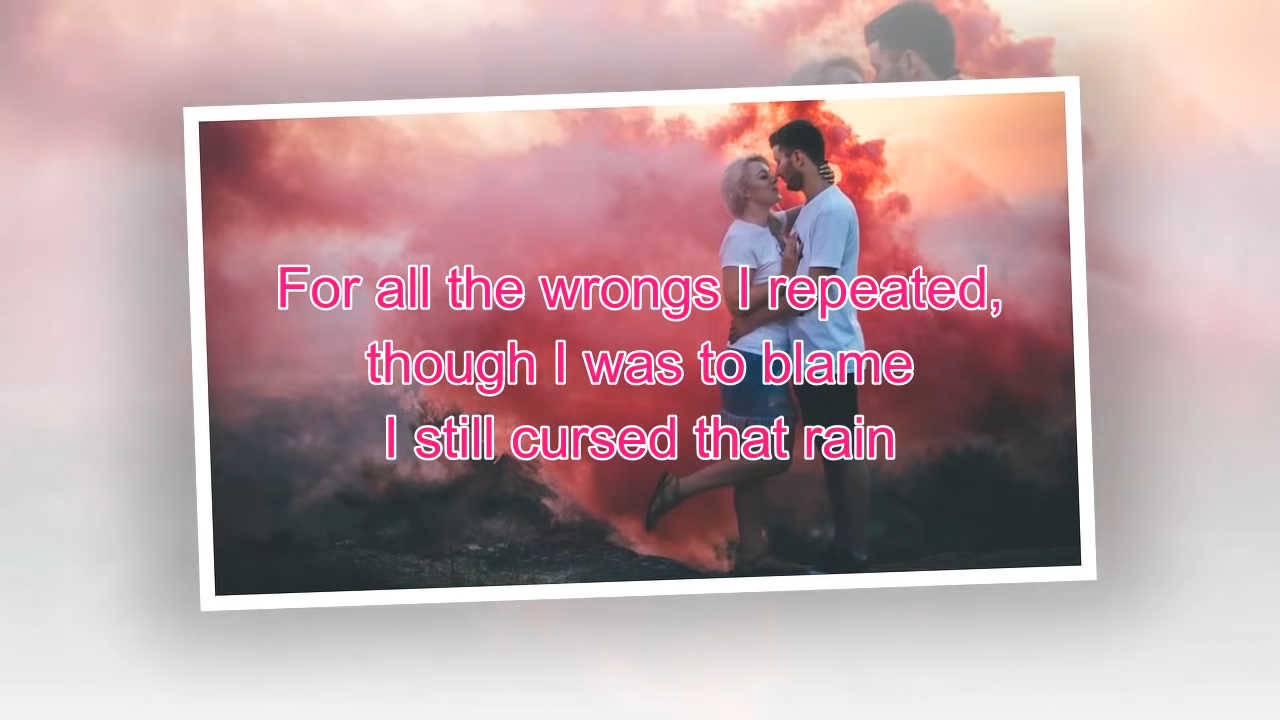 For all the wrongs I repeated,
though I was to blame
I still cursed that rain